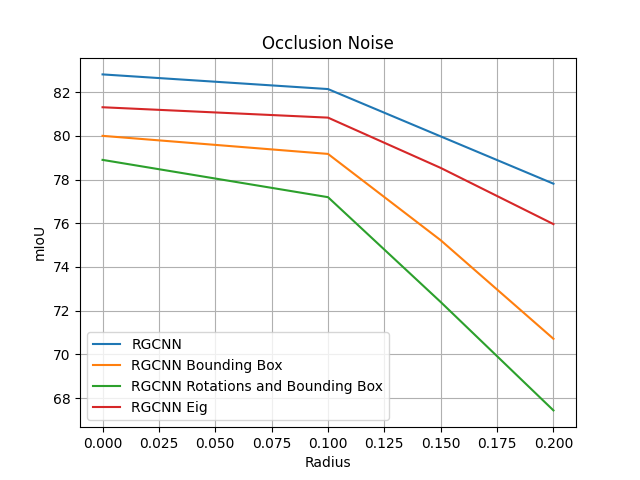 Occlusion Noise
mIoU
82
80
78
76
74
72
70
68
RGCNN
RGCNN Bounding Box
RGCNN Rotations and Bounding Box
RGCNN Eig
0.000 0.025 0.050 0.075 0.100 0.125 0.150 0.175 0.200
Radius